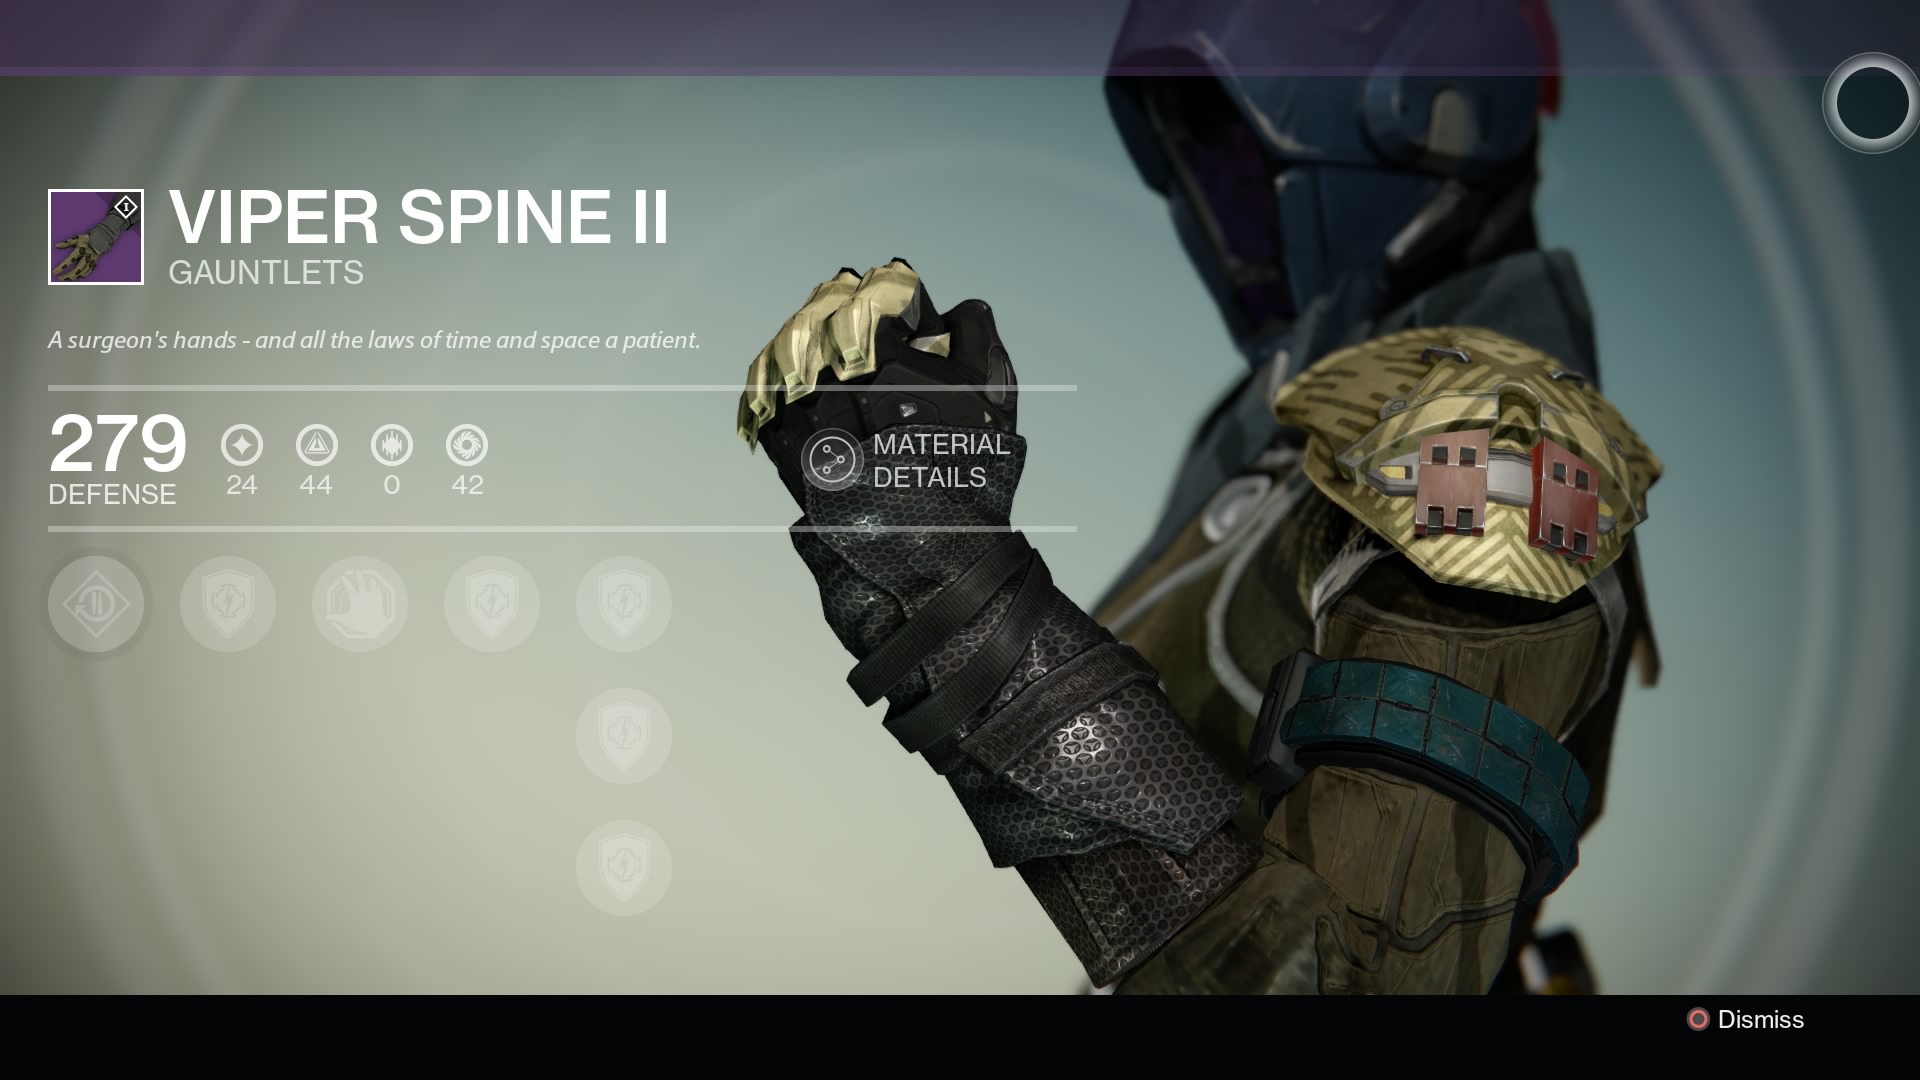 VIPER SPINE II
GAUNTLETS
A surgeon's hands - and all the laws of time and space a patient.
279
DEFENSE
24
44
0
42
MATERIAL
DETAILS
Dismiss